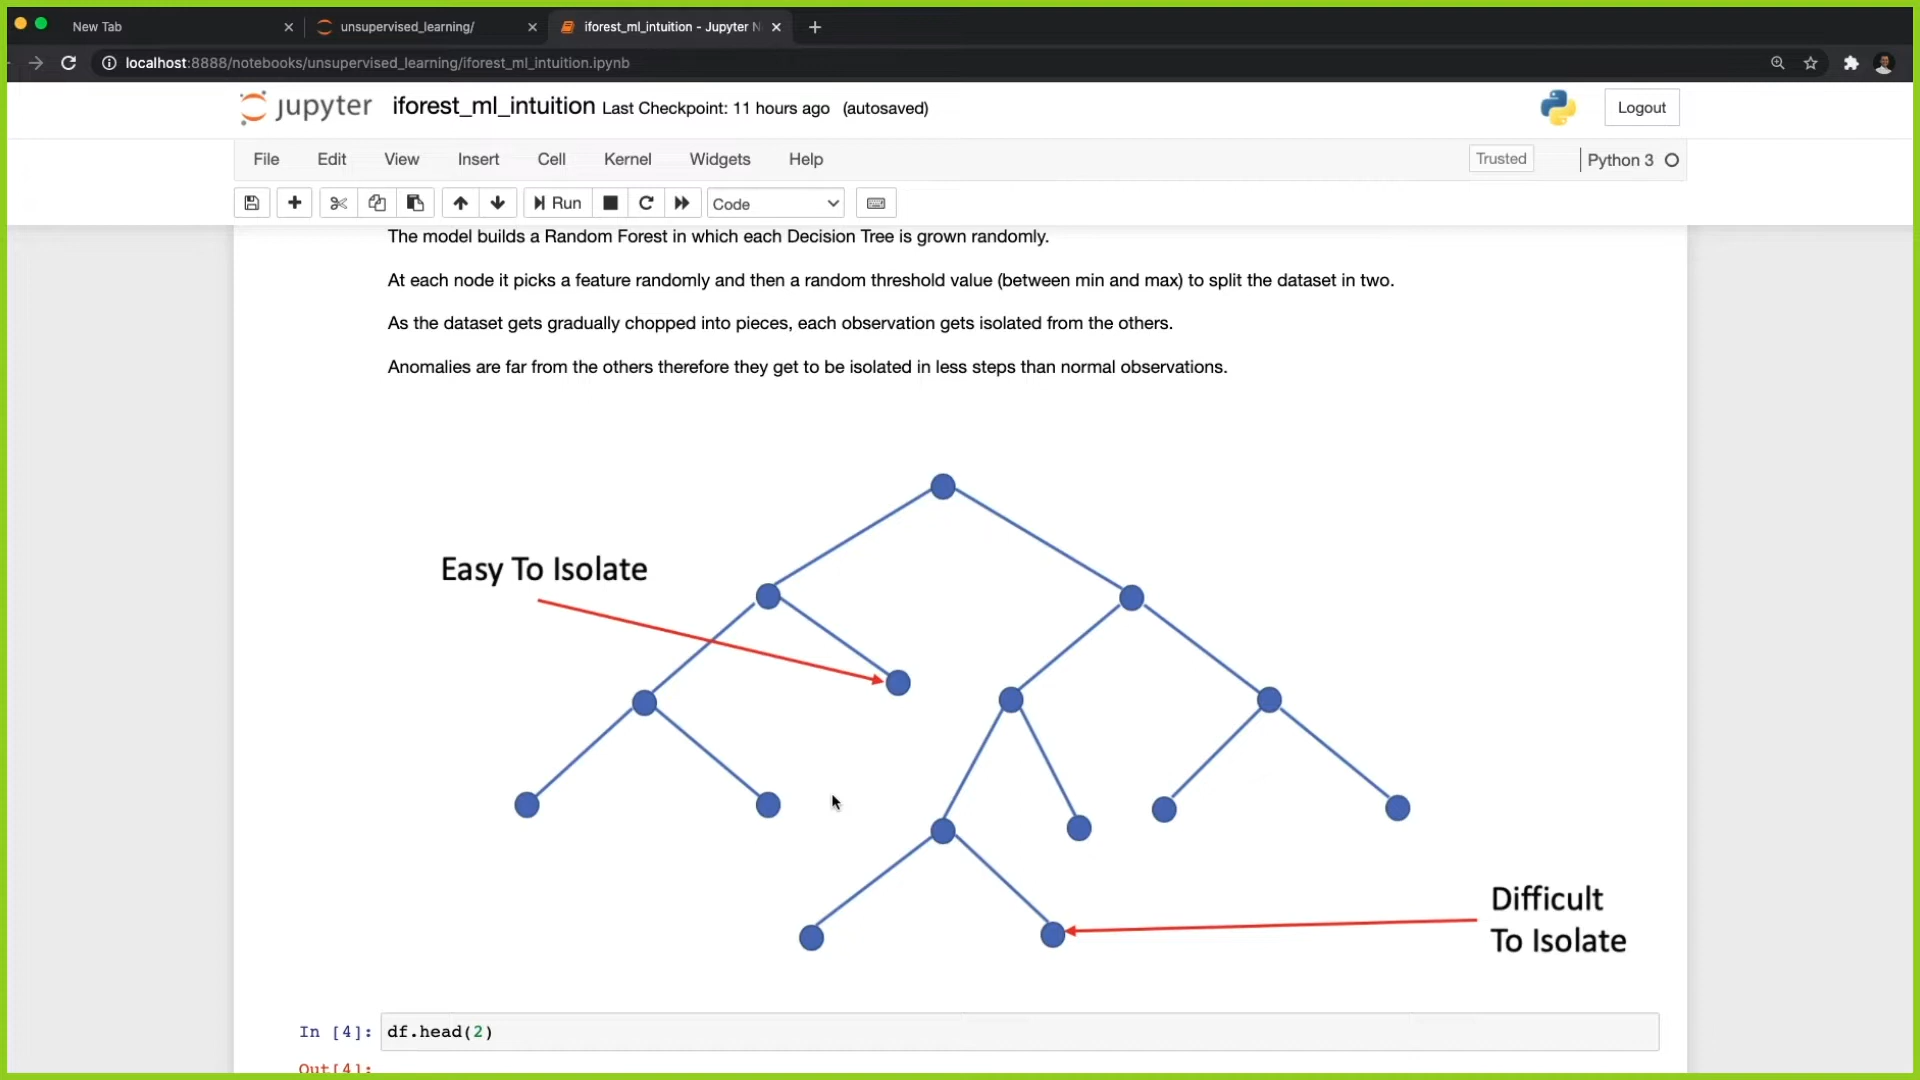 New Tab
unsupervised_learning/
iforest_ml_intuition - Jupyter N
localhost:8888/notebooks/unsupervised_learning/iforest_ml_intuition.ipynb
jupyter iforest_ml_intuition Last Checkpoint: 11 hours ago (autosaved)
Logout
File Edit View Insert Cell Kernel Widgets Help
Trusted
Python 3
Run
Code
The model builds a Random Forest in which each Decision Tree is grown randomly.
At each node it picks a feature randomly and then a random threshold value (between min and max) to split the dataset in two.
As the dataset gets gradually chopped into pieces, each observation gets isolated from the others.
Anomalies are far from the others therefore they get to be isolated in less steps than normal observations.
Easy To Isolate
Difficult
To Isolate
In [4]: df.head(2)
Out[4]: